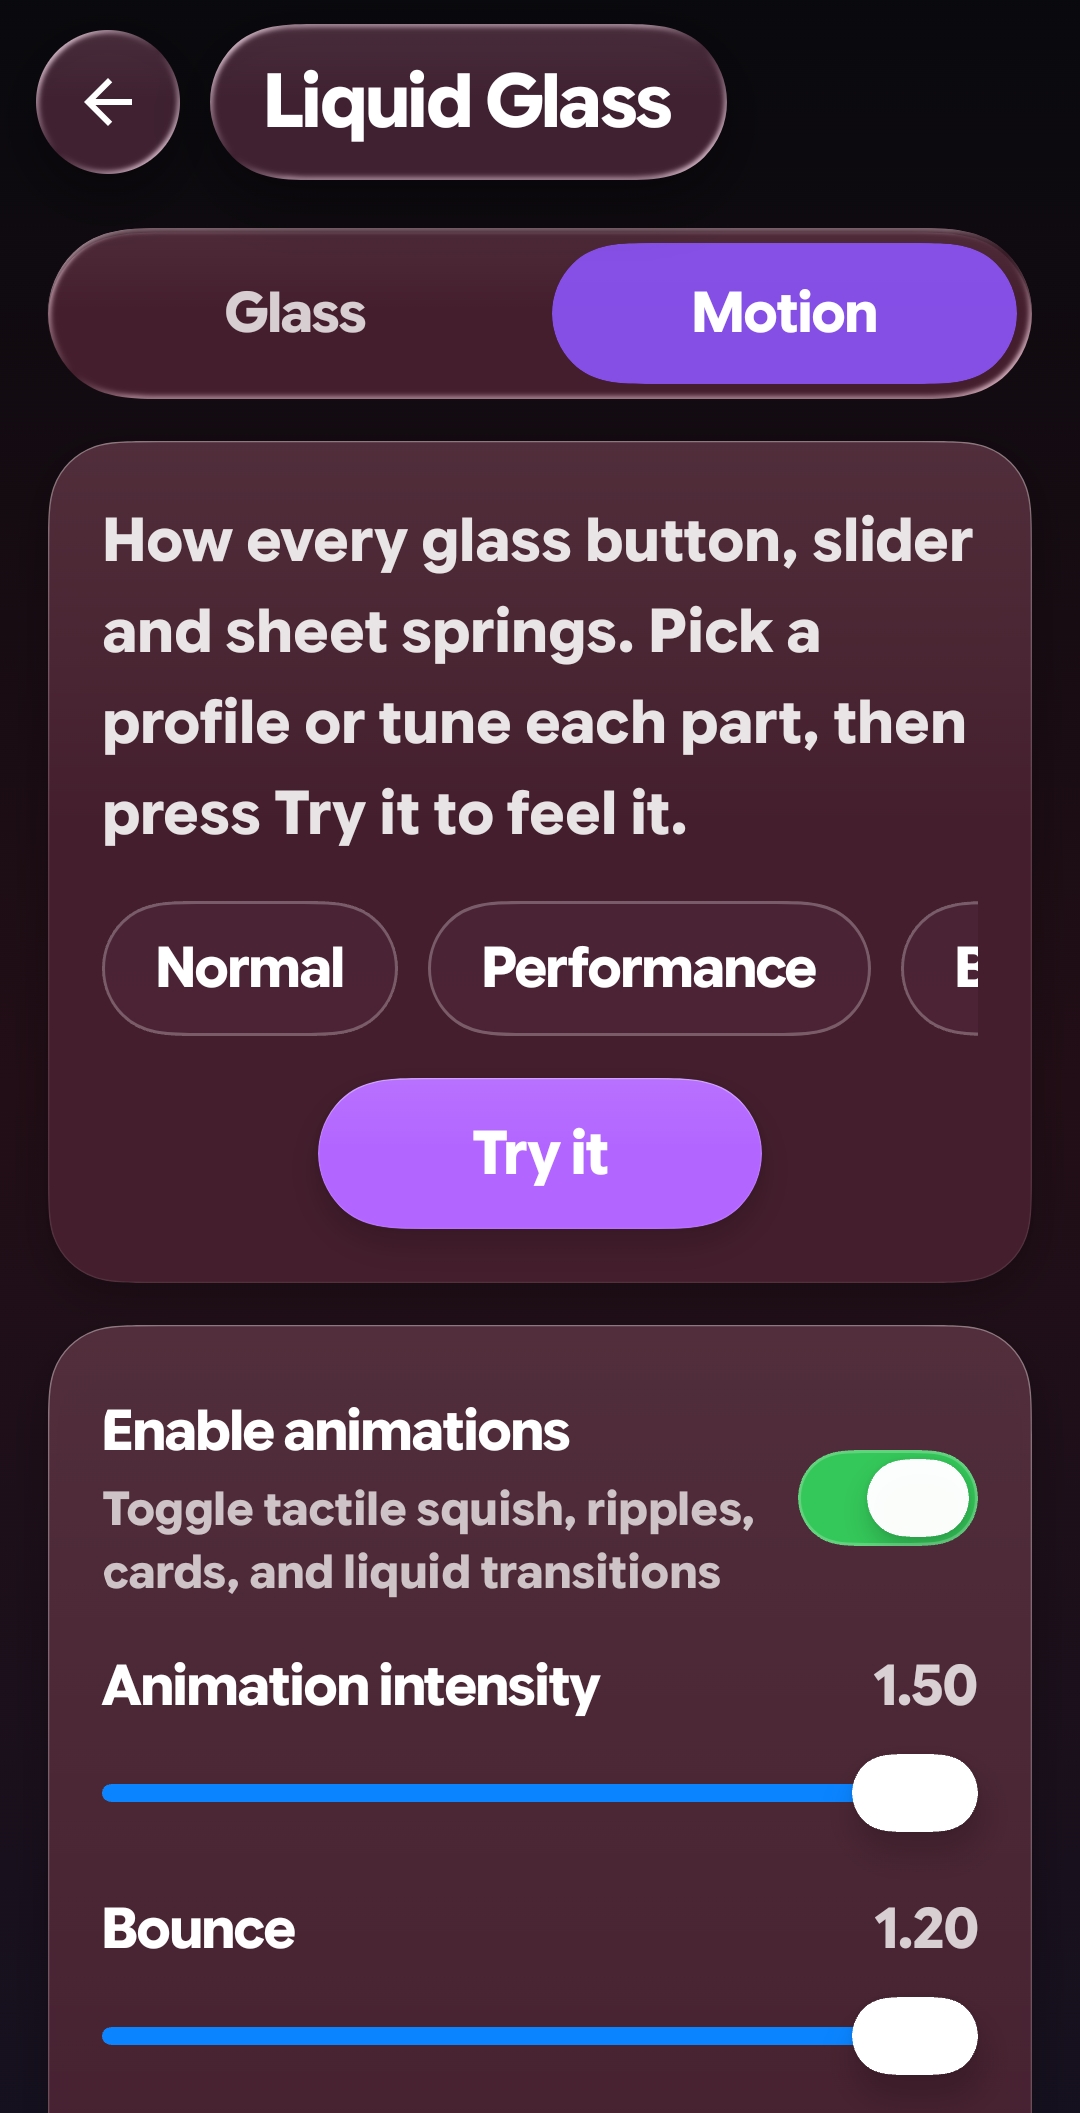 Liquid Glass
Glass
Motion
How every glass button, slider
and sheet springs. Pick a
profile or tune each part, then
press Try it to feel it.
Normal
Performance
Try it
Enable animations
Toggle tactile squish, ripples,
cards, and liquid transitions
Animation intensity
1.50
Bounce
1.20